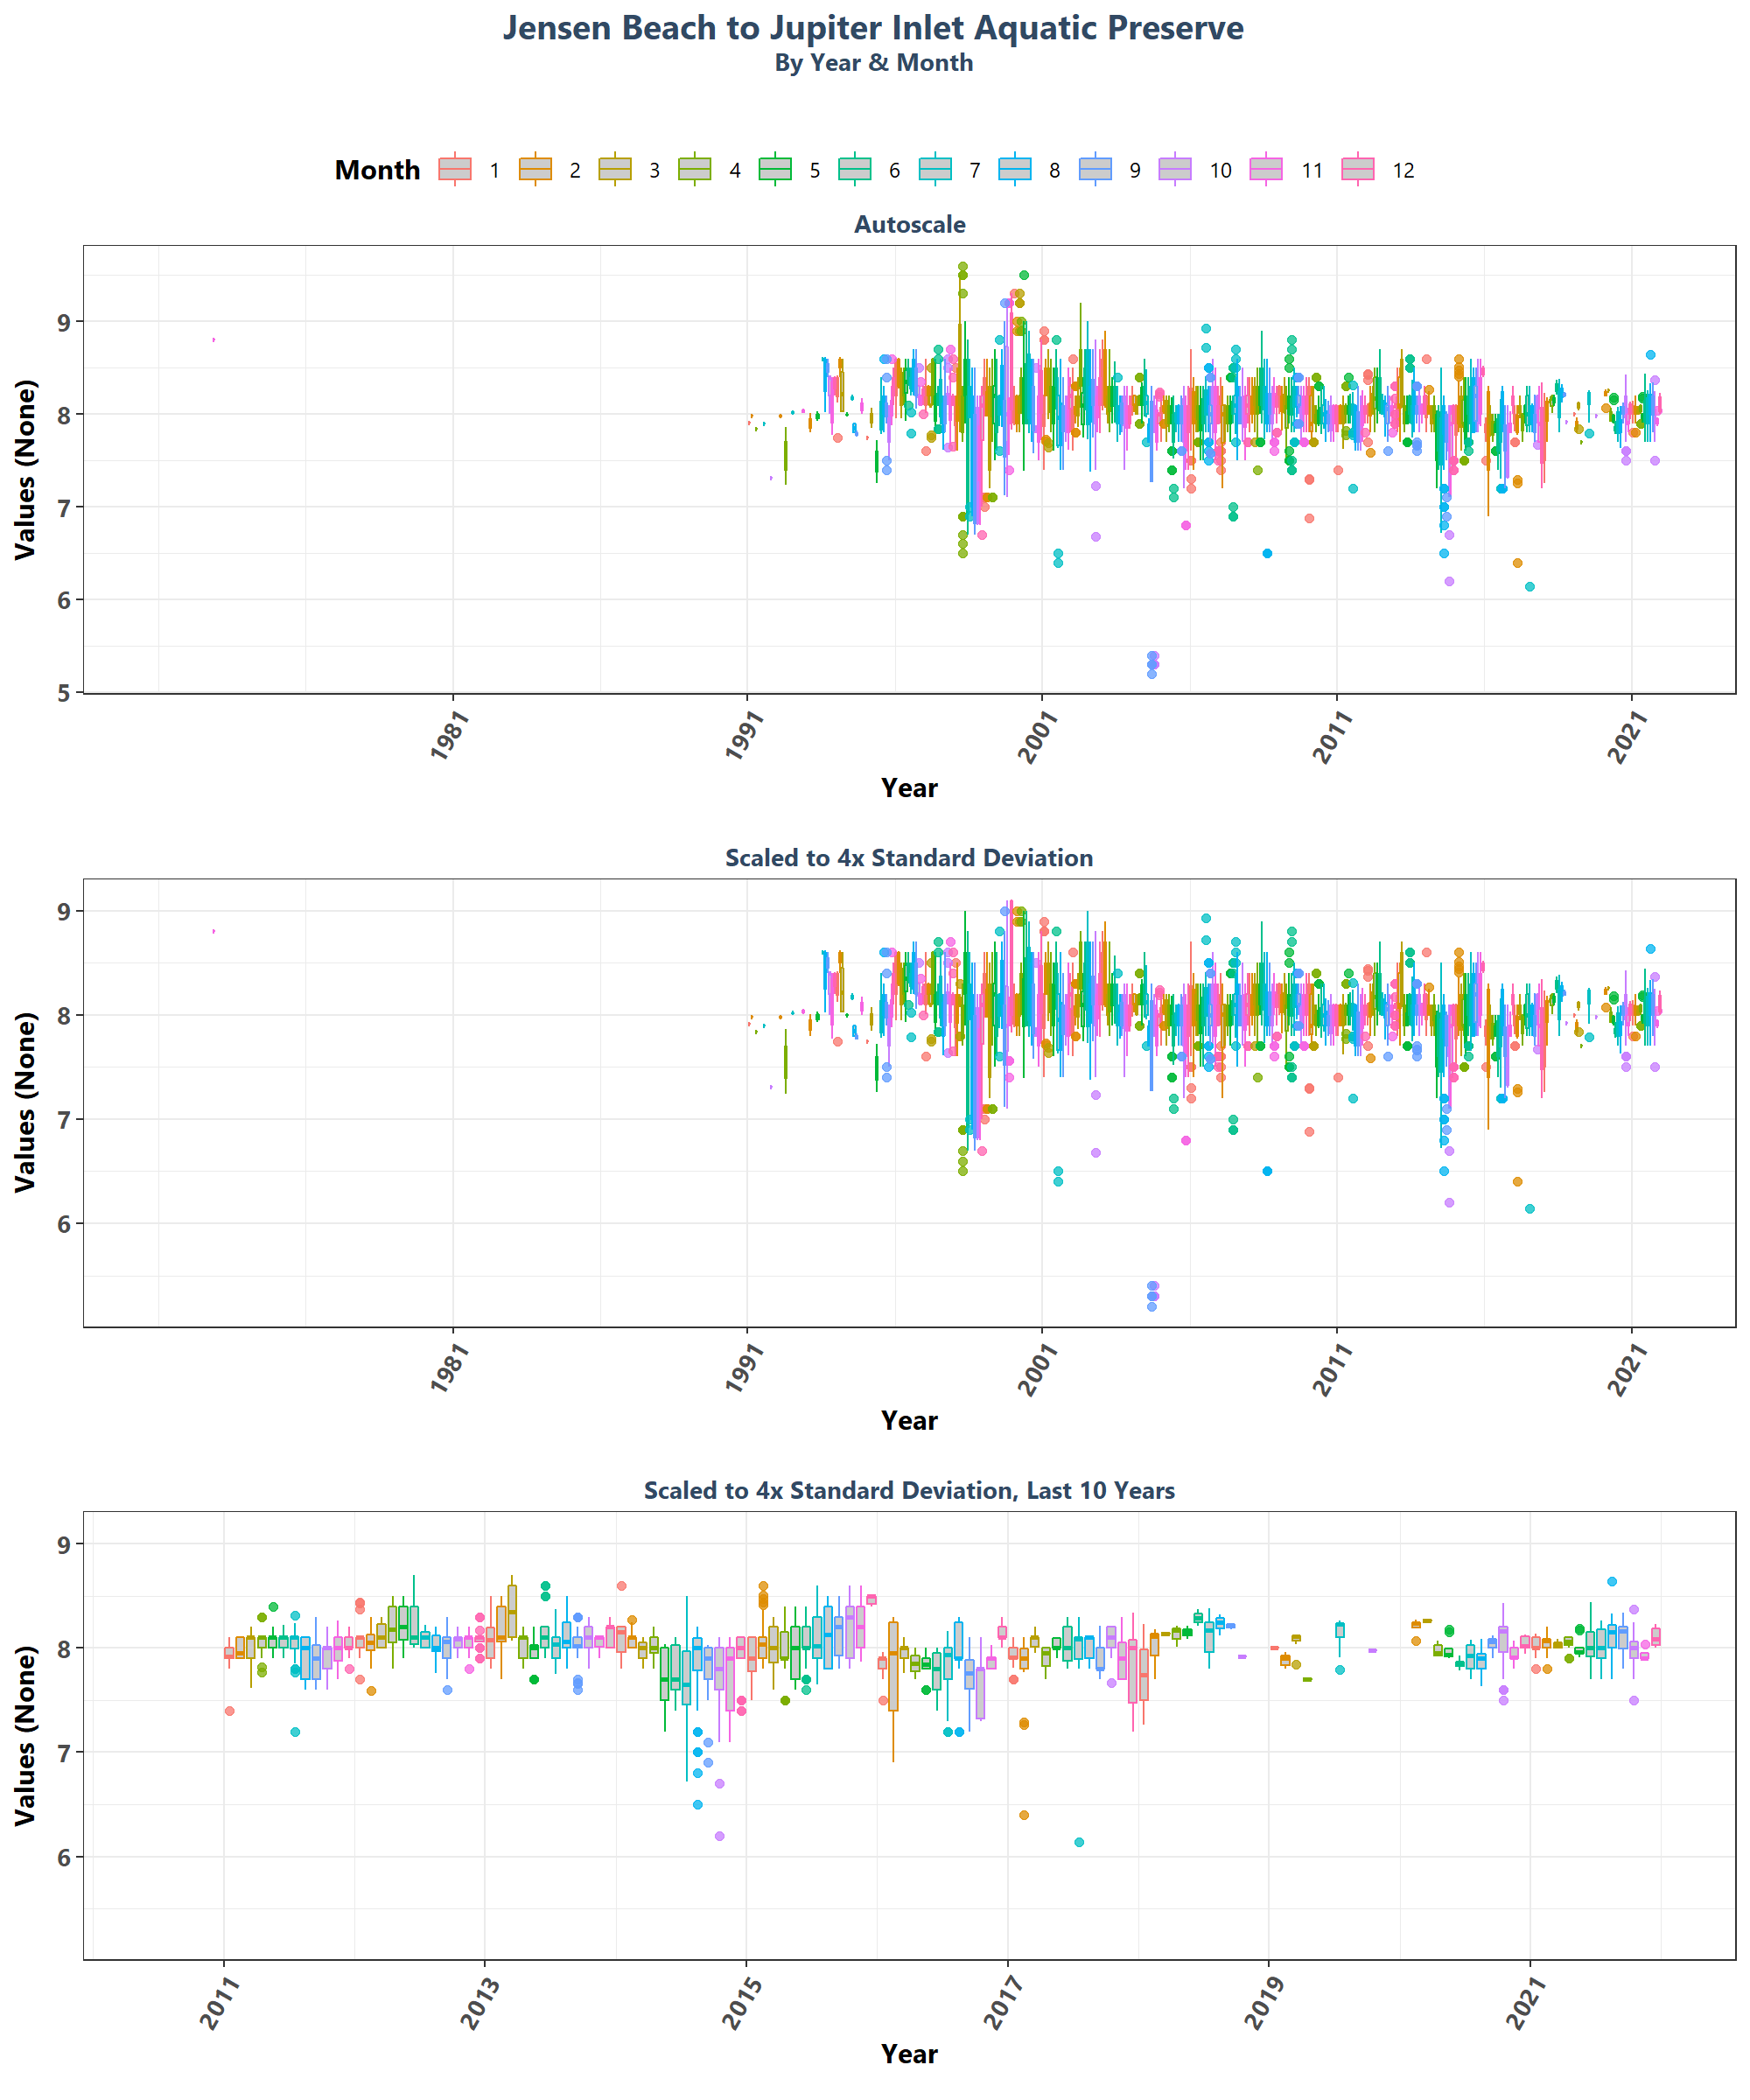 Jensen Beach to Jupiter Inlet Aquatic Preserve
By Year & Month
Month 1 2 3 4 5 6 7 8 9 10 11 12
Autoscale
Values (None)
9
8
7
6
5
1981 1991 2001 2011 2021
Year
Scaled to 4x Standard Deviation
Values (None)
9
8
7
6
1981 1991 2001 2011 2021
Year
Scaled to 4x Standard Deviation, Last 10 Years
Values (None)
9
8
7
6
2011 2013 2015 2017 2019 2021
Year